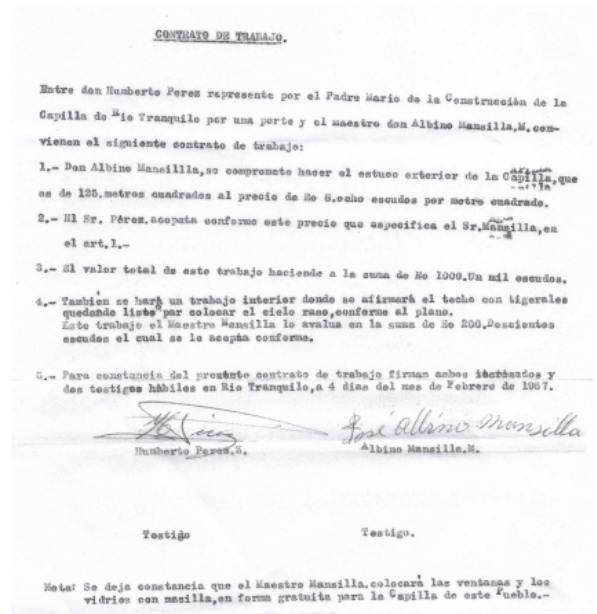 CONTRATO DE TRABAJO.
Entre don Humberto Perez represente por el Padre Mario de la Construcción de la
Capilla de Rio Tranquilo por una parte y el maestro don Albino Mansilla.M. com-
vienen el siguiente contrato de trabajo:
1.- Don Albino Mansillla, se compromete hacer el estuco exterior de la Capilla, que
es de 125.metros cuadrados al precio de Eo 8.ocho escudos por metro cuadrado.
2.- El Sr. Pérez.acepata conforme este precio que especifica el Sr.Mansilla,en
el art.1.-
3.- El valor total de este trabajo haciende a la suma de Eo 1000.Un mil escudos.
4.- Tambien se hará un trabajo interior donde se afirmará el techo con tigerales
quedando listo par colocar el cielo raso,conforme al plano.
Este trabajo el Maestro Mansilla lo avalua en la suma de Eo 200.Doscientos
escudos el cual se le acepta conforme.
5.- Para constancia del presente contrato de trabajo firman ambos y
dos testigos hábiles en Rio Tranquilo,a 4 dias del mes de Febrero de 1967.
José Albino Mansilla
Humberto Perez.Z. Albino Mansilla.M.
Testigo Testigo.
Nota: Se deja constancia que el Maestro Mansilla.colocará las ventanas y los
vidrios con masilla,en forma gratuita para la Capilla de este Pueblo.-